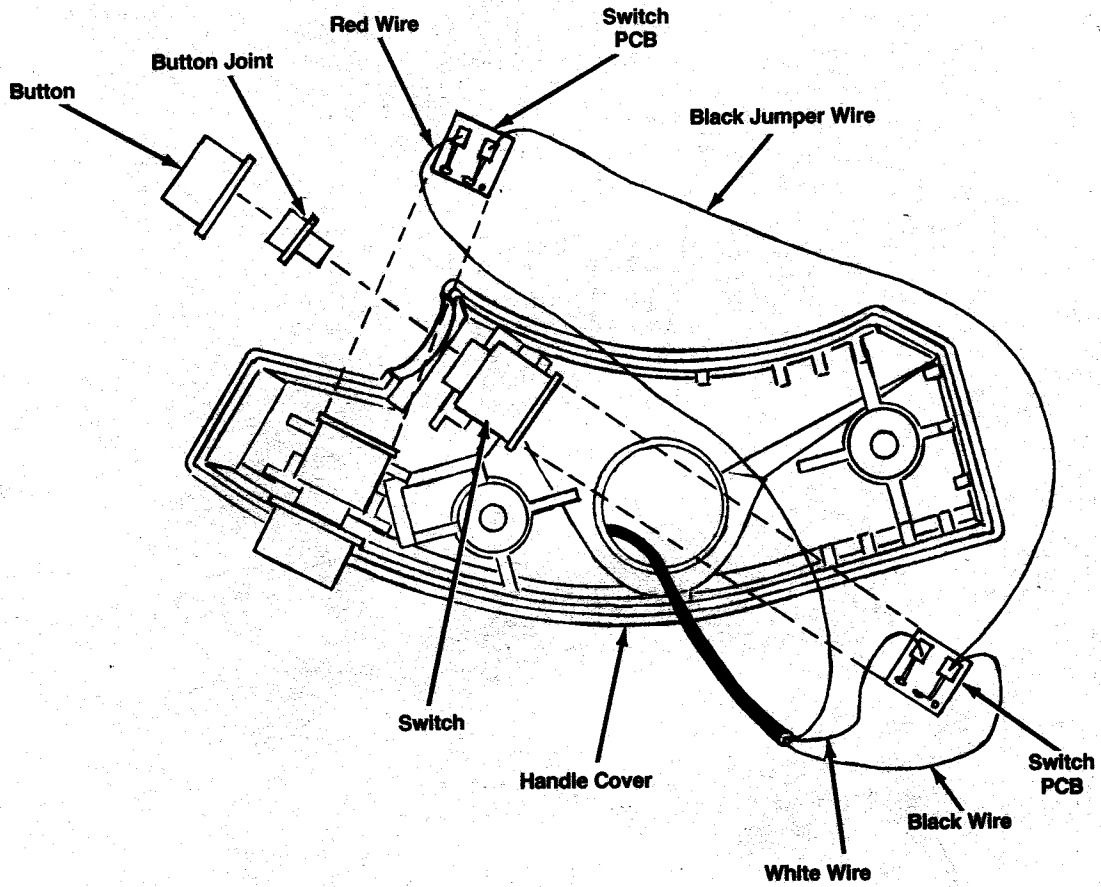 Switch
PCB
Red Wire
Button Joint
Button
Black Jumper Wire
Switch
Handle Cover
Switch
PCB
Black Wire
White Wire